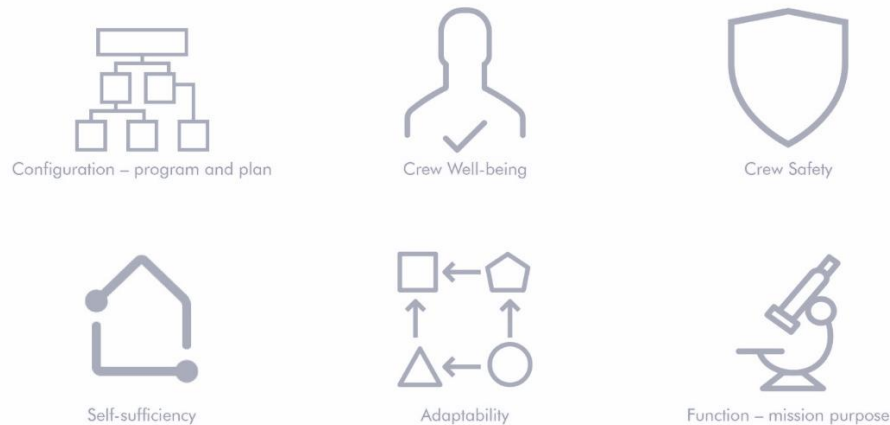 Configuration – program and plan
Crew Well-being
Crew Safety
Self-sufficiency
Adaptability
Function – mission purpose